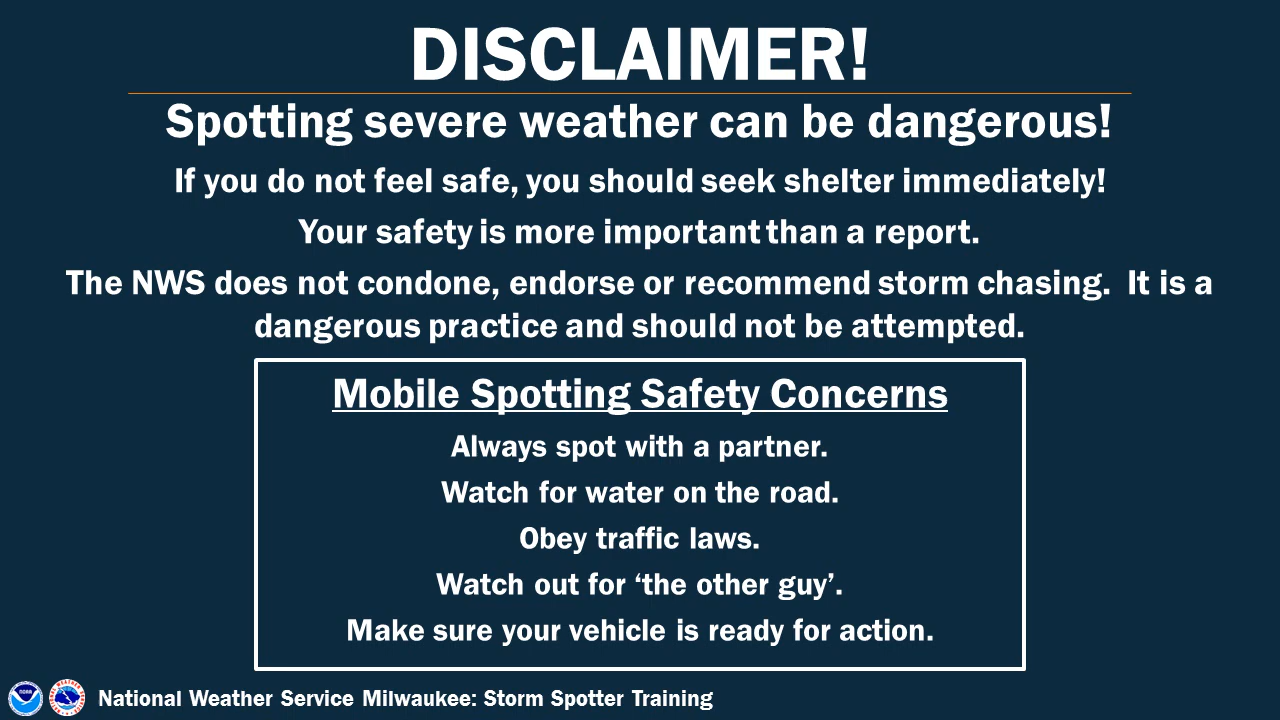 DISCLAIMER!
Spotting severe weather can be dangerous!
If you do not feel safe, you should seek shelter immediately!
Your safety is more important than a report.
The NWS does not condone, endorse or recommend storm chasing.  It is a
dangerous practice and should not be attempted.
Mobile Spotting Safety Concerns
Always spot with a partner.
Watch for water on the road.
Obey traffic laws.
Watch out for ‘the other guy’.
Make sure your vehicle is ready for action.
NOAA
National Weather Service Milwaukee: Storm Spotter Training